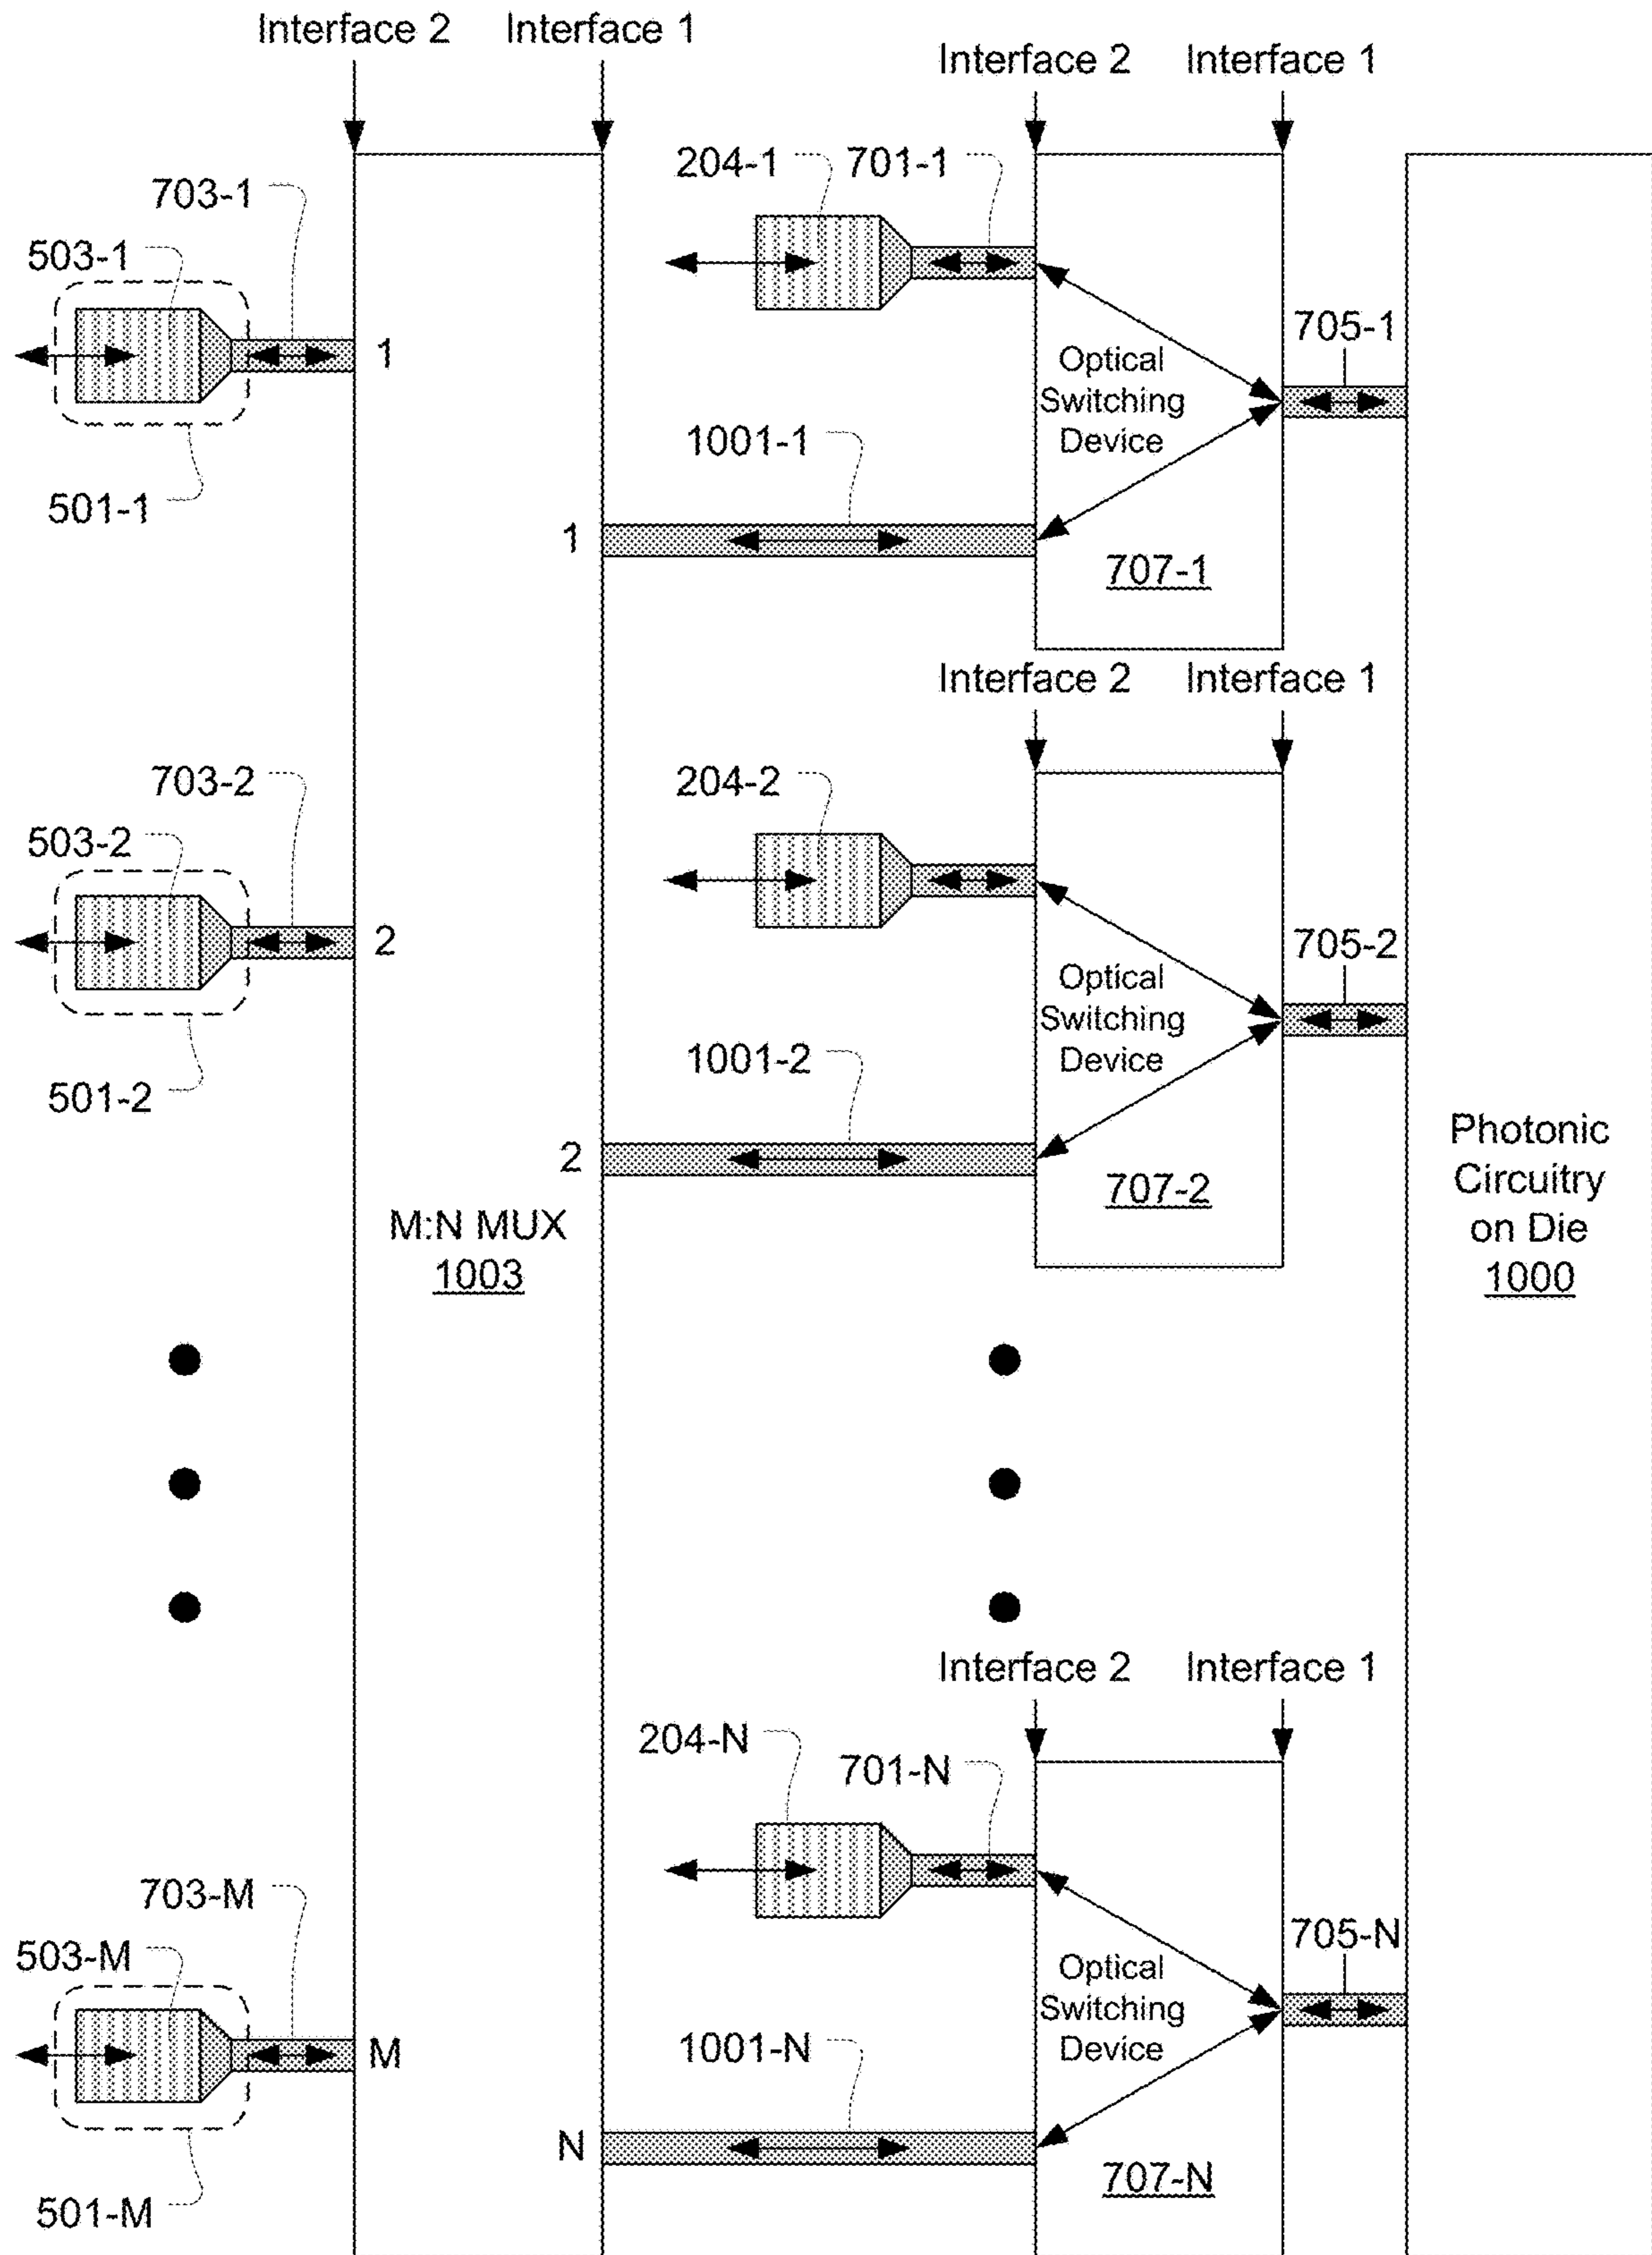 Interface 2 Interface 1
Interface 2 Interface 1
204-1 701-1
703-1
503-1
705-1
1
Optical
Switching
Device
1001-1
501-1
1
707-1
Interface 2 Interface 1
703-2
204-2
503-2
2
705-2
Optical
Switching
Device
1001-2
501-2
2
707-2
Photonic
Circuitry
on Die
1000
M:N MUX
1003
Interface 2 Interface 1
204-N
701-N
703-M
503-M
705-N
Optical
Switching
Device
M
1001-N
N
707-N
501-M